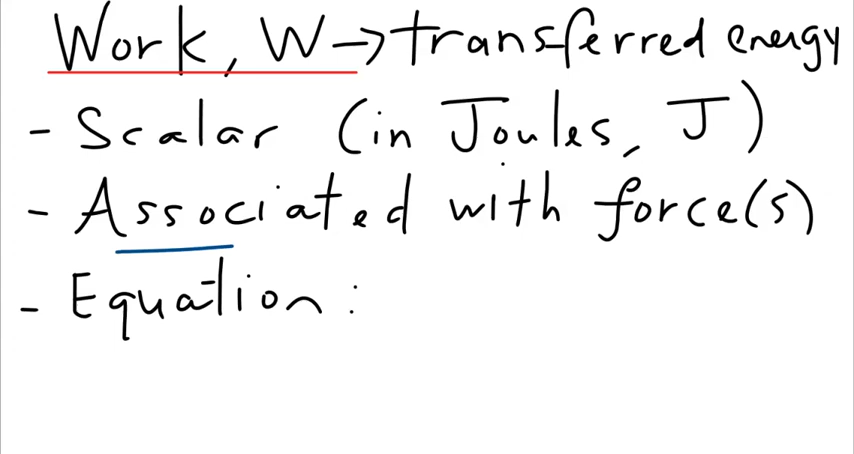 Work, W → transferred energy
- Scalar (in Joules, J)
- Associated with force(s)
- Equation: